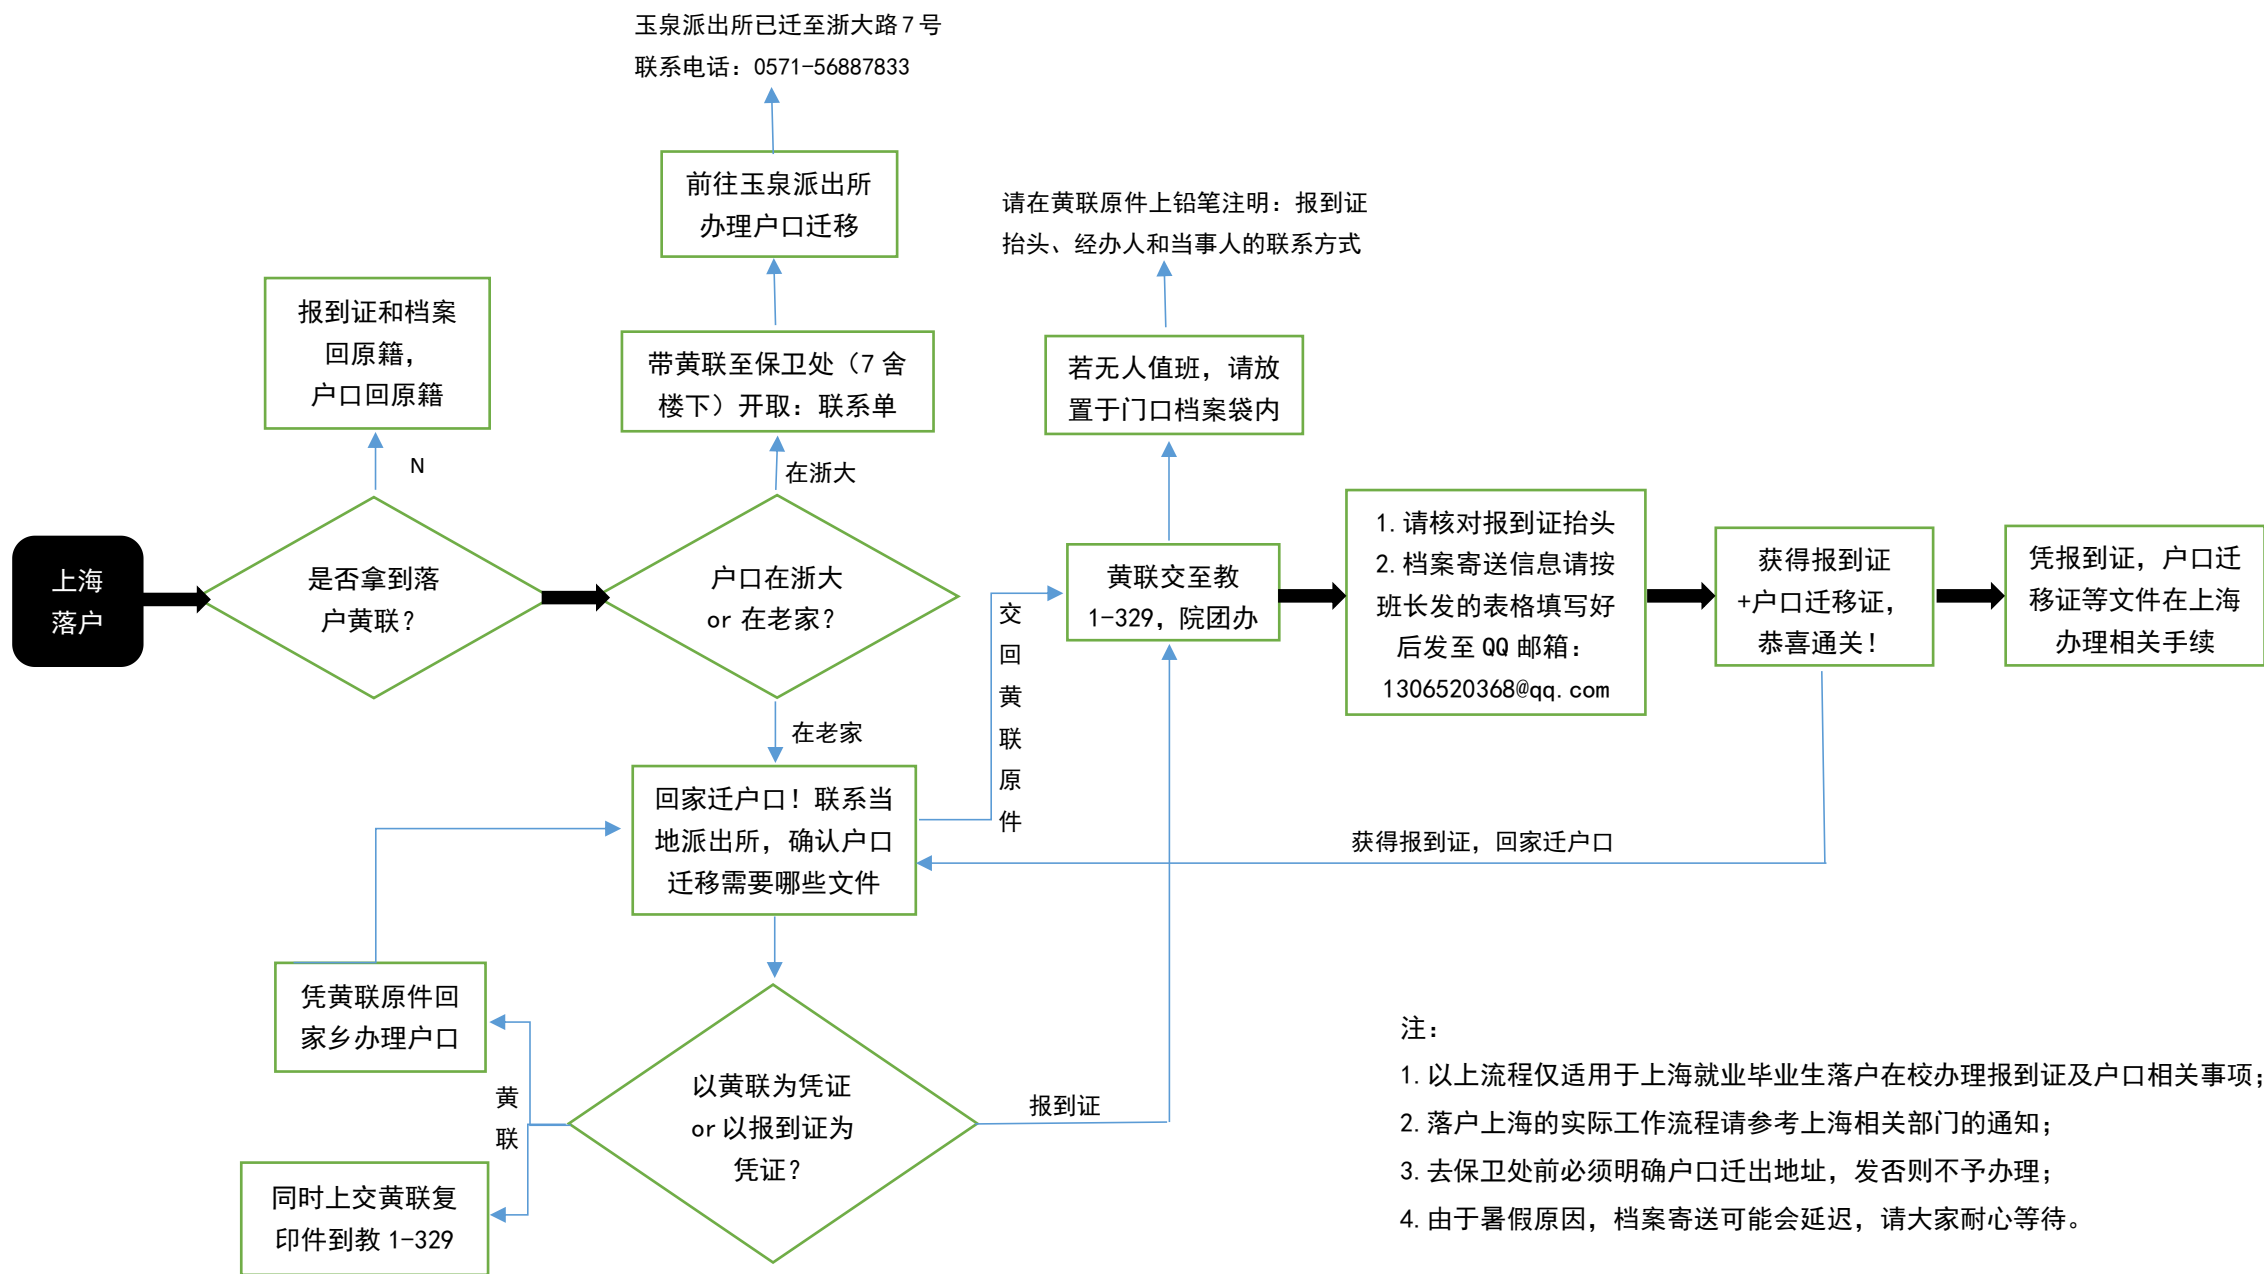 玉泉派出所已迁至浙大路7号
联系电话：0571-56887833
前往玉泉派出所
办理户口迁移
请在黄联原件上铅笔注明：报到证
抬头、经办人和当事人的联系方式
报到证和档案
回原籍，
户口回原籍
带黄联至保卫处（7舍
楼下）开取：联系单
若无人值班，请放
置于门口档案袋内
N
在浙大
上海
落户
是否拿到落
户黄联？
户口在浙大
or在老家？
交
回
黄
联
原
件
黄联交至教
1-329，院团办
1.请核对报到证抬头
2.档案寄送信息请按
班长发的表格填写好
后发至QQ邮箱：
1306520368@qq.com
获得报到证
+户口迁移证，
恭喜通关！
凭报到证，户口迁
移证等文件在上海
办理相关手续
在老家
回家迁户口！联系当
地派出所，确认户口
迁移需要哪些文件
获得报到证，回家迁户口
凭黄联原件回
家乡办理户口
黄
联
以黄联为凭证
or以报到证为
凭证？
报到证
同时上交黄联复
印件到教1-329
注：
1.以上流程仅适用于上海就业毕业生落户在校办理报到证及户口相关事项；
2.落户上海的实际工作流程请参考上海相关部门的通知；
3.去保卫处前必须明确户口迁出地址，发否则不予办理；
4.由于暑假原因，档案寄送可能会延迟，请大家耐心等待。